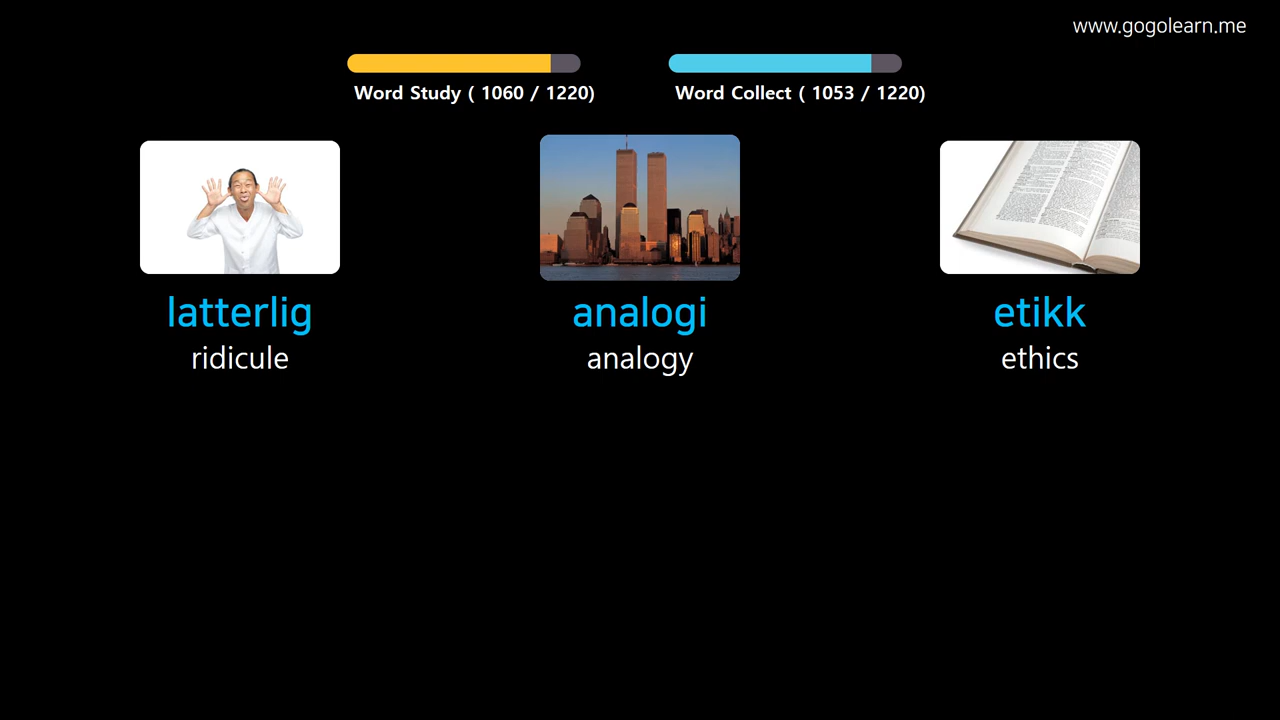 www.gogolearn.me
Word Study ( 1060 / 1220)
Word Collect ( 1053 / 1220)
latterlig
ridicule
analogi
analogy
etikk
ethics